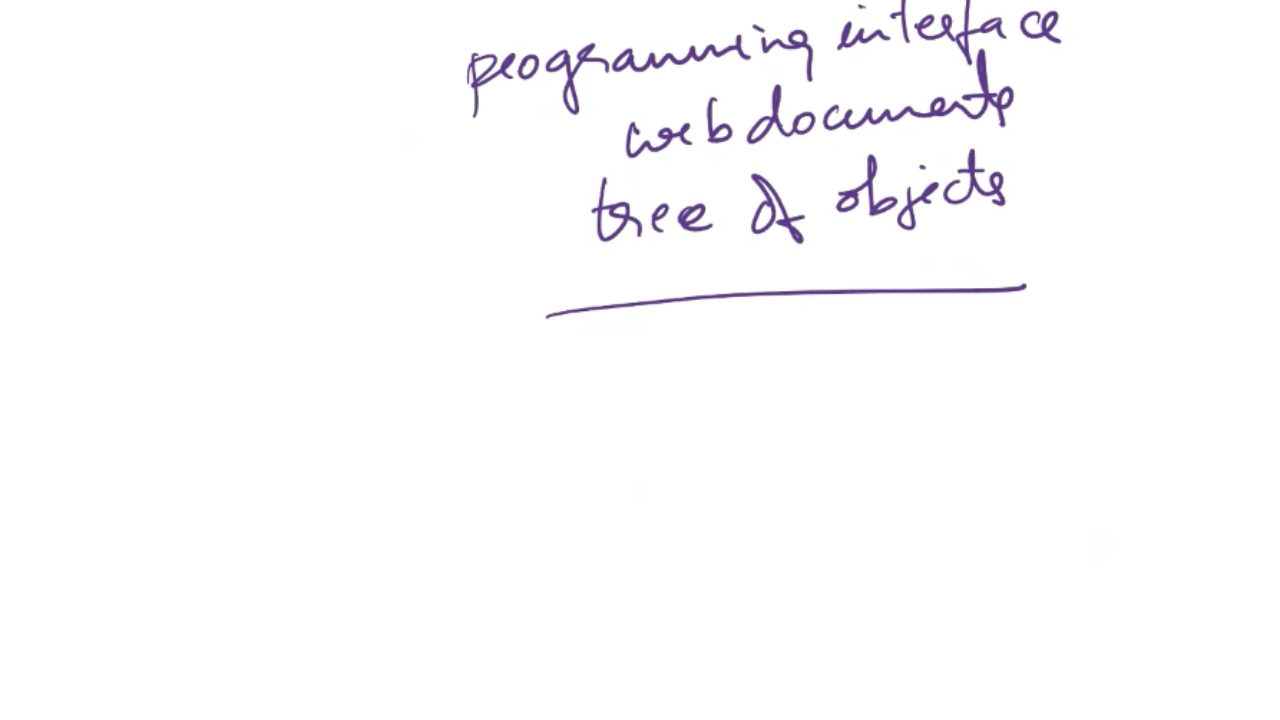 programming interface
web documents
tree of objects